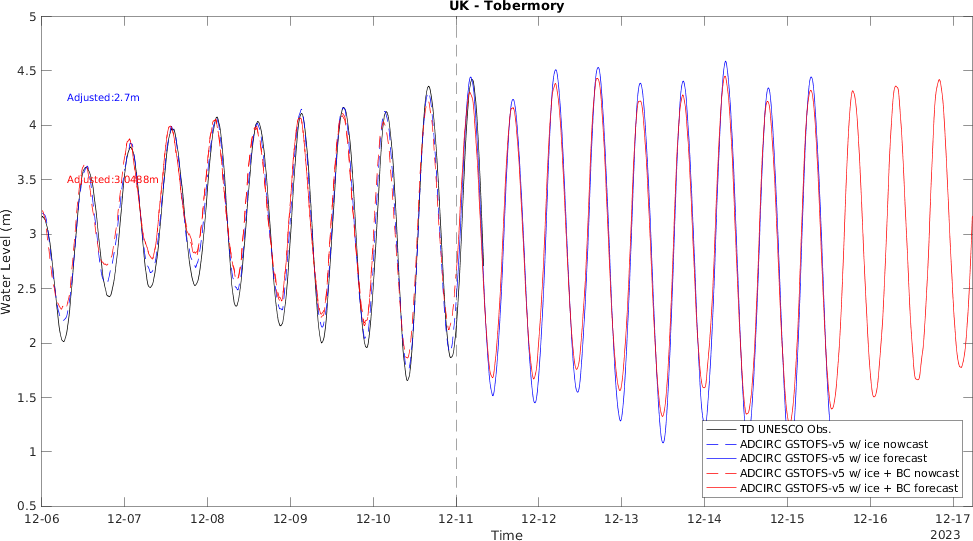 UK - Tobermory
5
4.5
4
3.5
3
2.5
2
1.5
1
0.5
Water Level (m)
Adjusted:2.7m
Adjusted:3.0488m
TD UNESCO Obs.
ADCIRC GSTOFS-v5 w/ ice nowcast
ADCIRC GSTOFS-v5 w/ ice forecast
ADCIRC GSTOFS-v5 w/ ice + BC nowcast
ADCIRC GSTOFS-v5 w/ ice + BC forecast
12-06 12-07 12-08 12-09 12-10 12-11 12-12 12-13 12-14 12-15 12-16 12-17
2023
Time